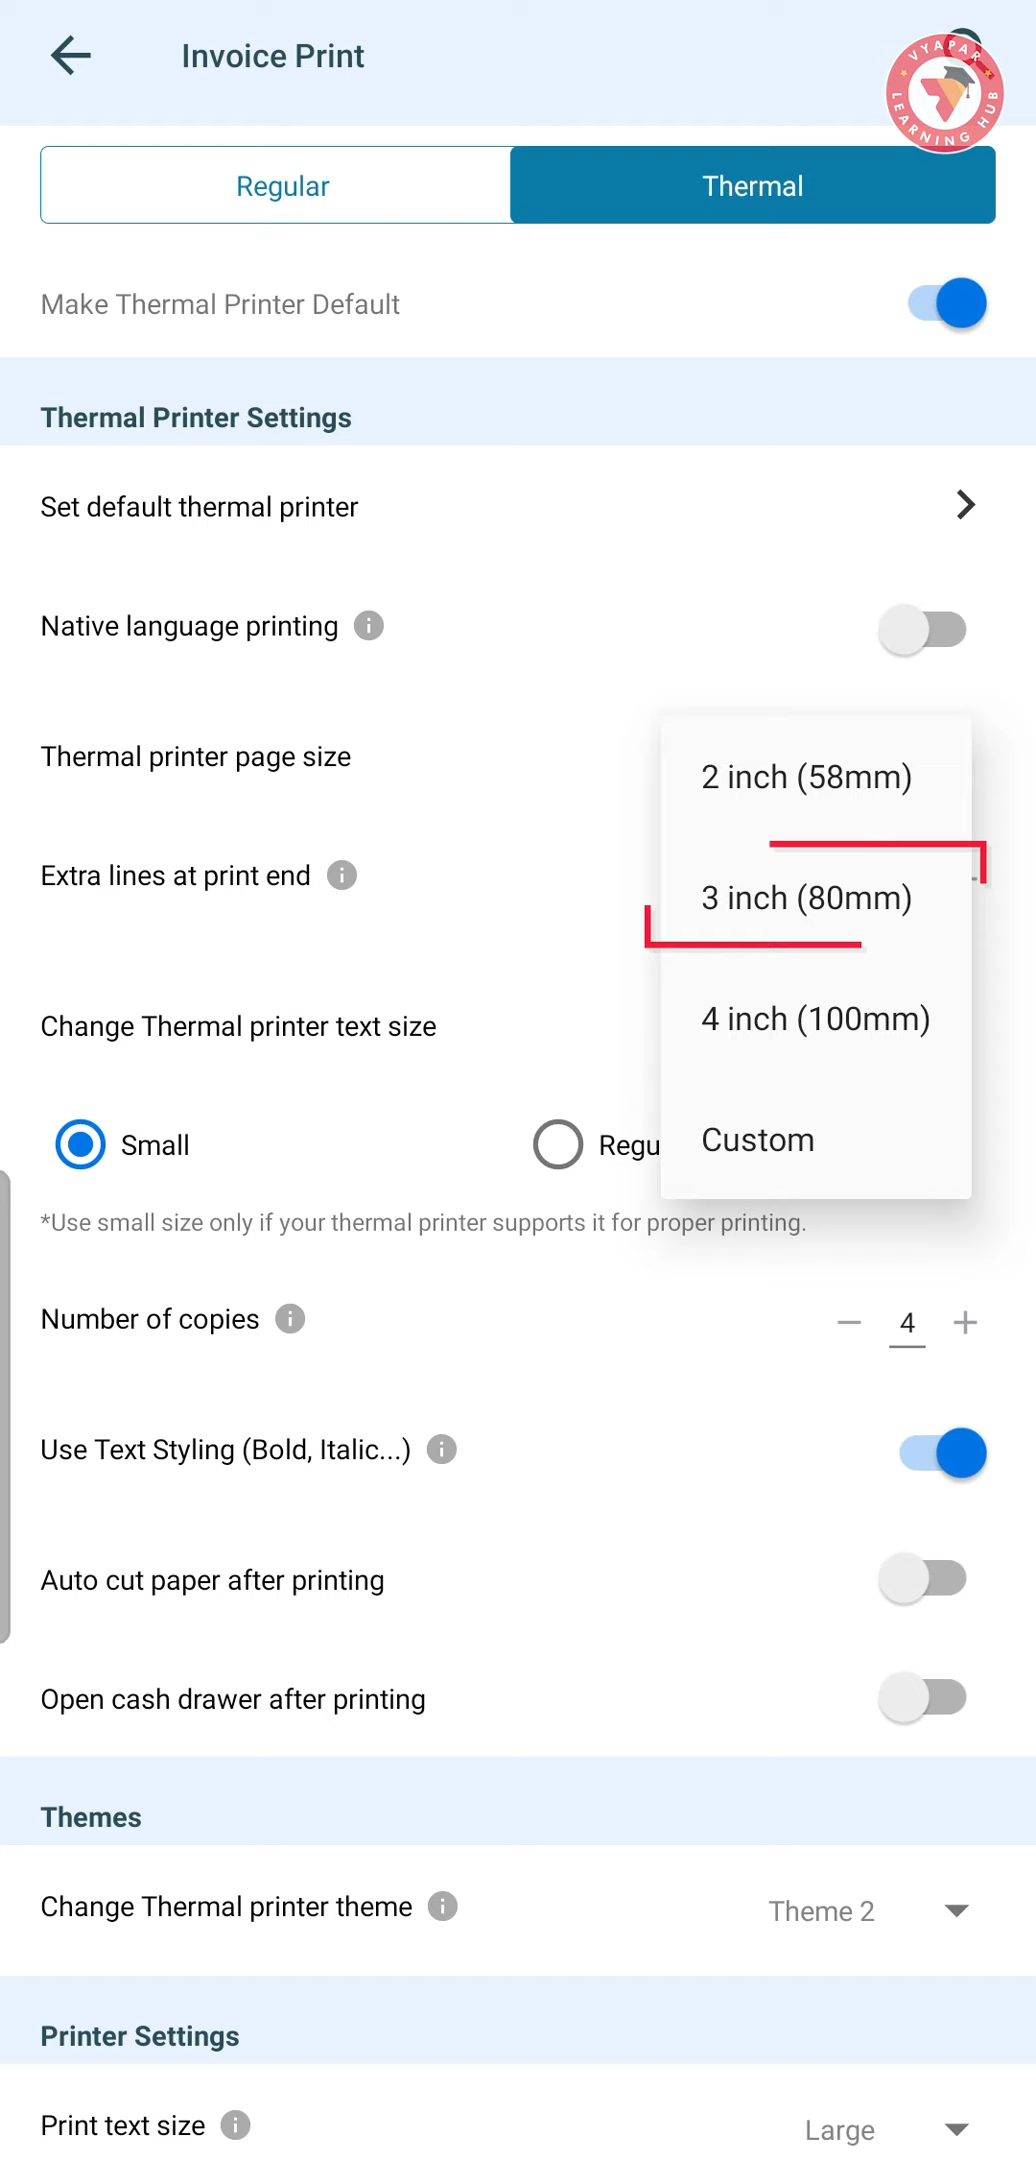 Invoice Print
VYAPAR
LEARNING HUB
Regular
Thermal
Make Thermal Printer Default
Thermal Printer Settings
Set default thermal printer
Native language printing
Thermal printer page size
2 inch (58mm)
Extra lines at print end
3 inch (80mm)
Change Thermal printer text size
4 inch (100mm)
Small
Regu
Custom
*Use small size only if your thermal printer supports it for proper printing.
Number of copies
4
Use Text Styling (Bold, Italic...)
Auto cut paper after printing
Open cash drawer after printing
Themes
Change Thermal printer theme
Theme 2
Printer Settings
Print text size
Large